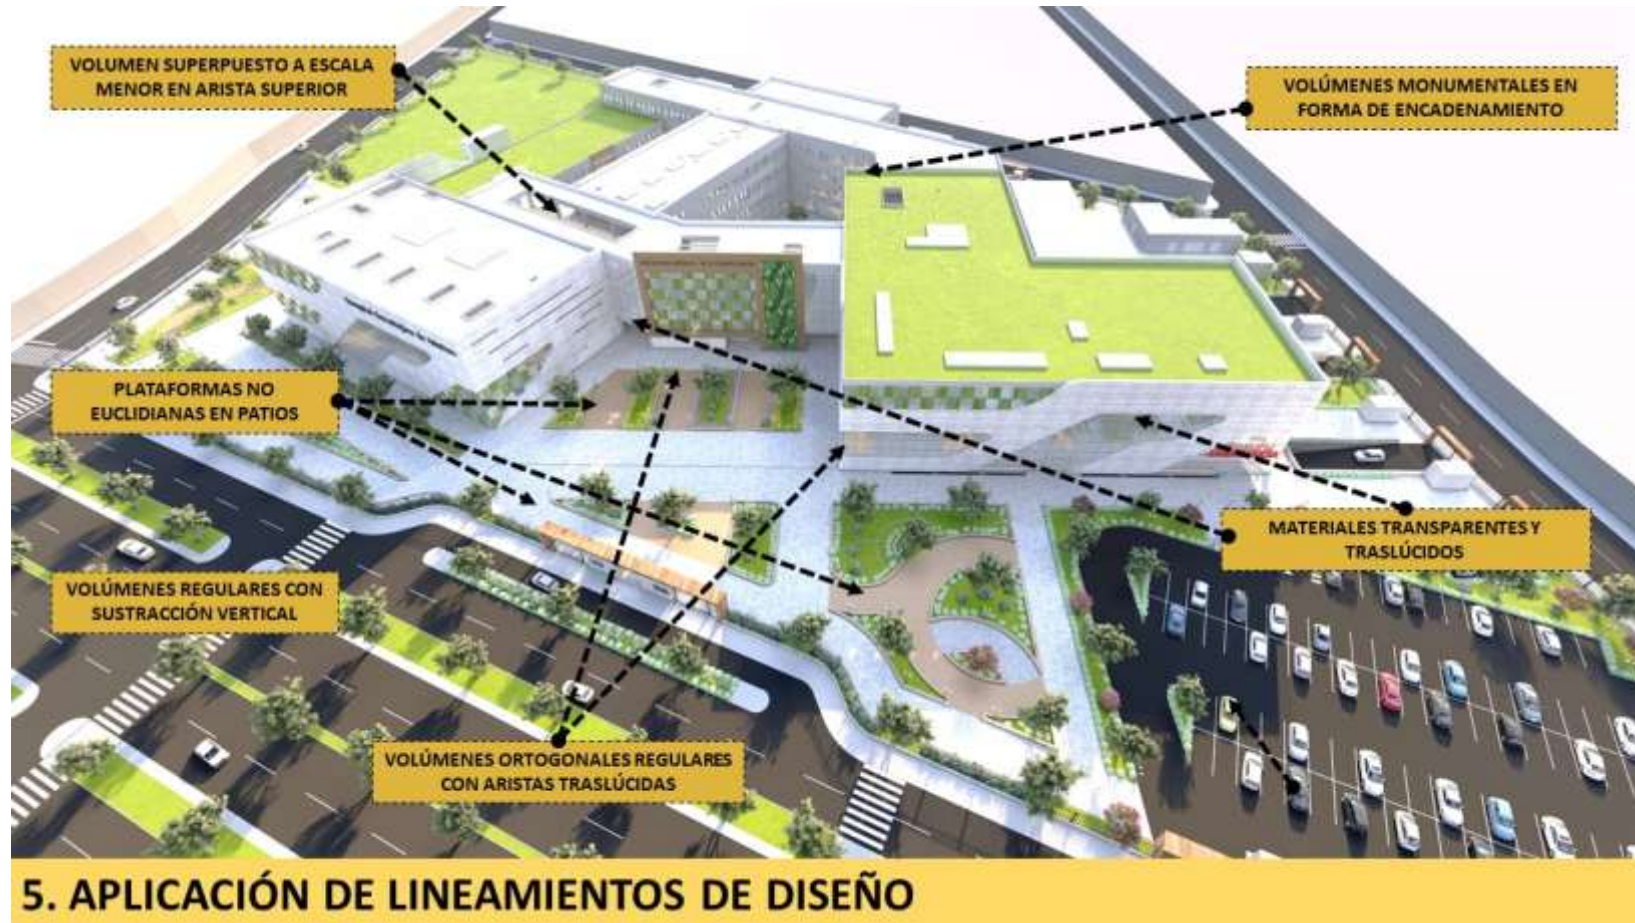 VOLUMEN SUPERPUESTO A ESCALA
MENOR EN ARISTA SUPERIOR
VOLÚMENES MONUMENTALES EN
FORMA DE ENCADENAMIENTO
PLATAFORMAS NO
EUCLIDIANAS EN PATIOS
MATERIALES TRANSPARENTES Y
TRASLÚCIDOS
VOLÚMENES REGULARES CON
SUSTRACCIÓN VERTICAL
VOLÚMENES ORTOGONALES REGULARES
CON ARISTAS TRASLÚCIDAS
5. APLICACIÓN DE LINEAMIENTOS DE DISEÑO